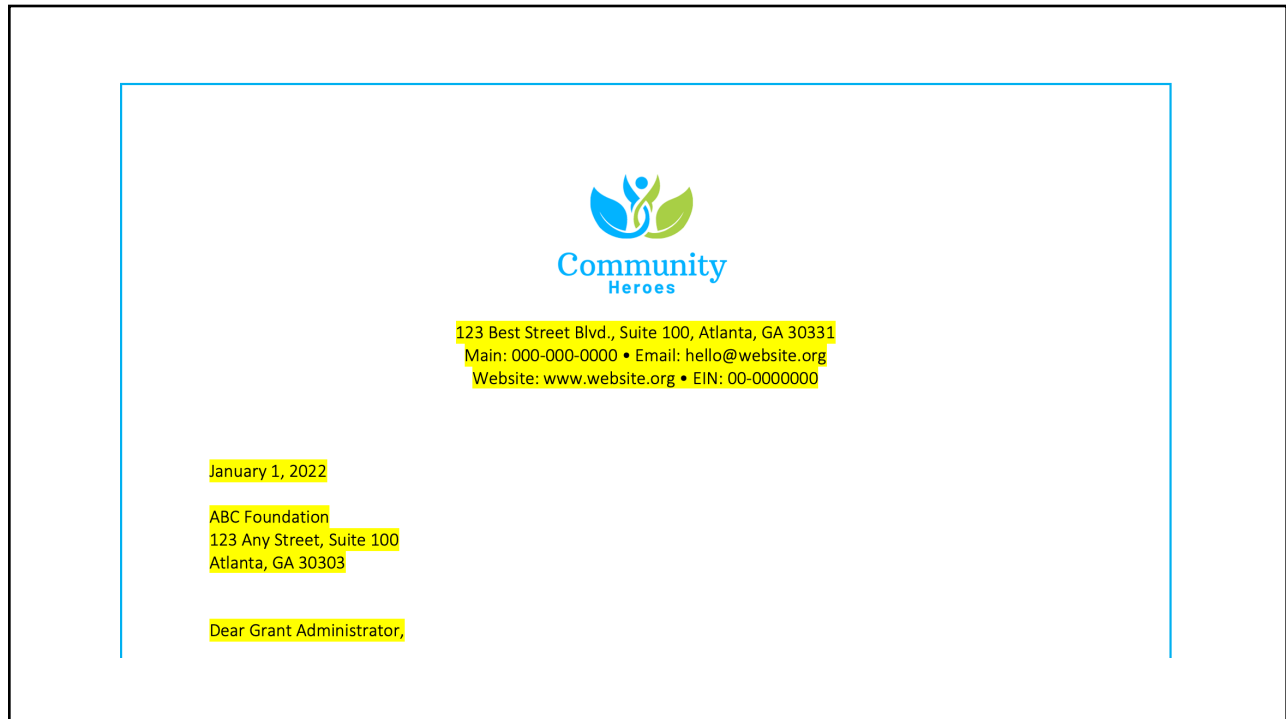 Community
Heroes
123 Best Street Blvd., Suite 100, Atlanta, GA 30331
Main: 000-000-0000 • Email: hello@website.org
Website: www.website.org • EIN: 00-0000000
January 1, 2022
ABC Foundation
123 Any Street, Suite 100
Atlanta, GA 30303
Dear Grant Administrator,